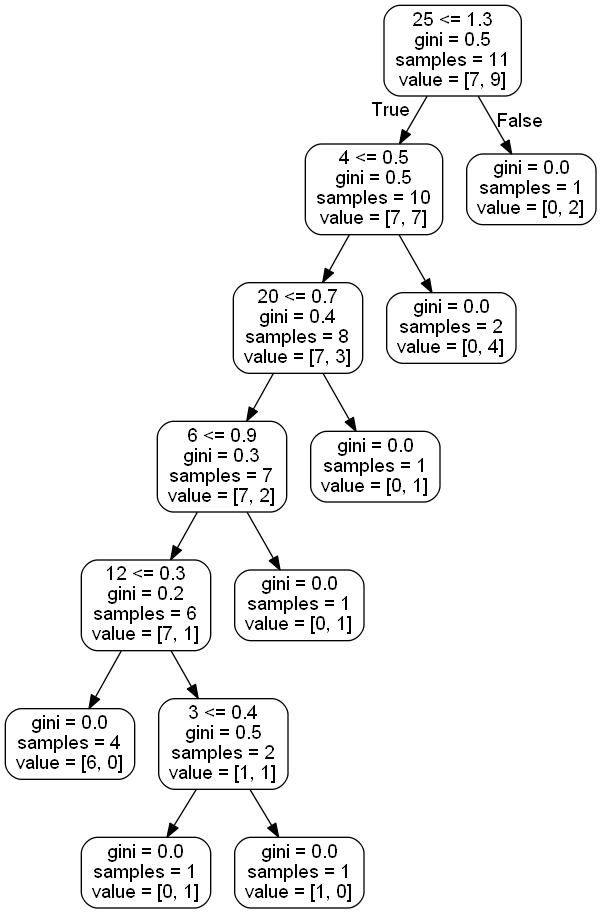 25 <= 1.3
gini = 0.5
samples = 11
value = [7, 9]
True
False
4 <= 0.5
gini = 0.5
samples = 10
value = [7, 7]
gini = 0.0
samples = 1
value = [0, 2]
20 <= 0.7
gini = 0.4
samples = 8
value = [7, 3]
gini = 0.0
samples = 2
value = [0, 4]
6 <= 0.9
gini = 0.3
samples = 7
value = [7, 2]
gini = 0.0
samples = 1
value = [0, 1]
12 <= 0.3
gini = 0.2
samples = 6
value = [7, 1]
gini = 0.0
samples = 1
value = [0, 1]
gini = 0.0
samples = 4
value = [6, 0]
3 <= 0.4
gini = 0.5
samples = 2
value = [1, 1]
gini = 0.0
samples = 1
value = [0, 1]
gini = 0.0
samples = 1
value = [1, 0]